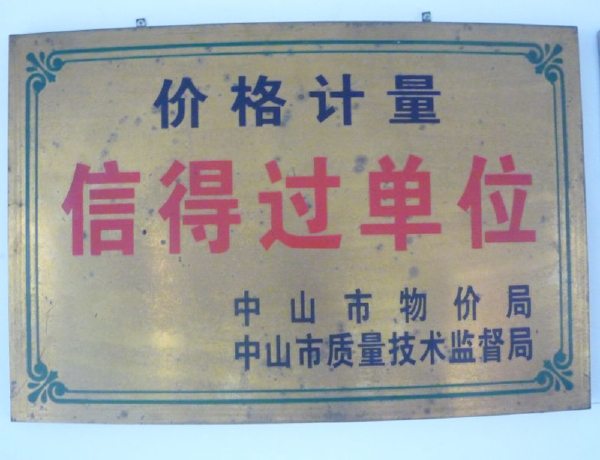 价格计量
信得过单位
中山市物价局
中山市质量技术监督局